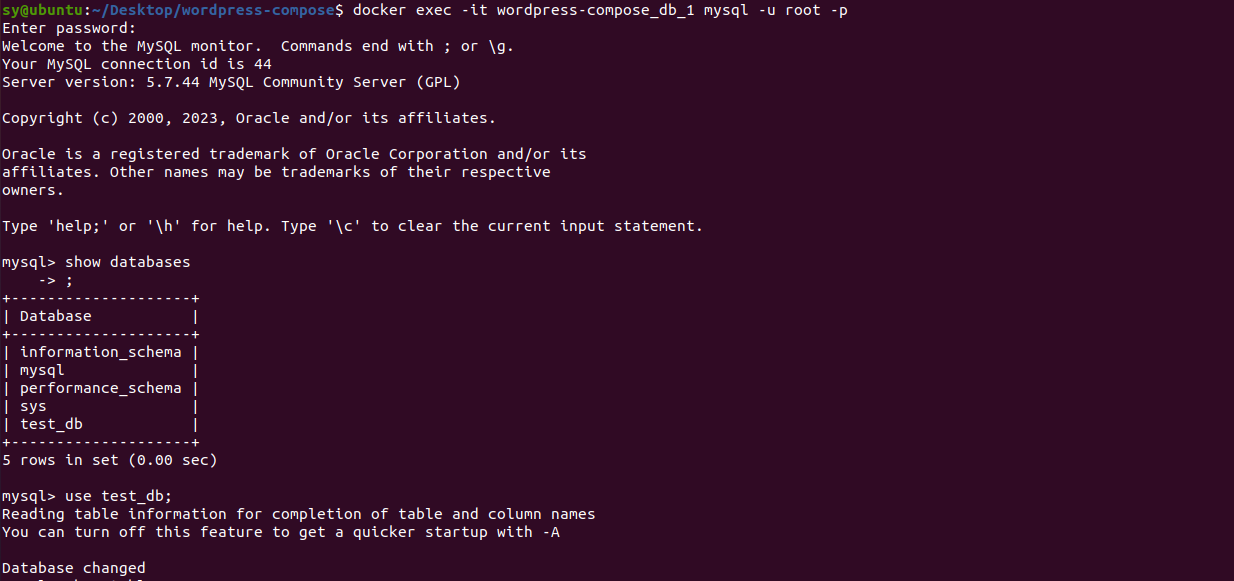 sy@ubuntu:~/Desktop/wordpress-compose$ docker exec -it wordpress-compose_db_1 mysql -u root -p
Enter password:
Welcome to the MySQL monitor.  Commands end with ; or \g.
Your MySQL connection id is 44
Server version: 5.7.44 MySQL Community Server (GPL)

Copyright (c) 2000, 2023, Oracle and/or its affiliates.

Oracle is a registered trademark of Oracle Corporation and/or its
affiliates. Other names may be trademarks of their respective
owners.

Type 'help;' or '\h' for help. Type '\c' to clear the current input statement.

mysql> show databases
    -> ;
+--------------------+
| Database           |
+--------------------+
| information_schema |
| mysql              |
| performance_schema |
| sys                |
| test_db            |
+--------------------+
5 rows in set (0.00 sec)

mysql> use test_db;
Reading table information for completion of table and column names
You can turn off this feature to get a quicker startup with -A

Database changed